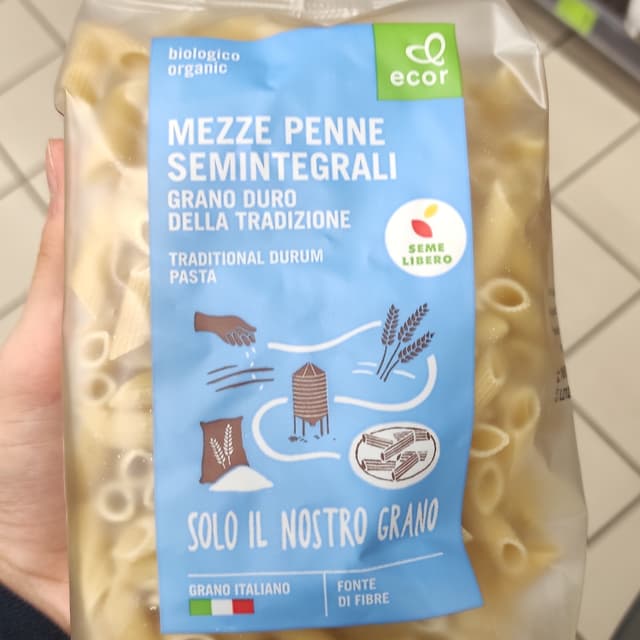 biologico
organic
ecor
MEZZE PENNE
SEMINTEGRALI
GRANO DURO
DELLA TRADIZIONE
TRADITIONAL DURUM
PASTA
SEME
LIBERO
SOLO IL NOSTRO GRANO
GRANO ITALIANO
FONTE
DI FIBRE